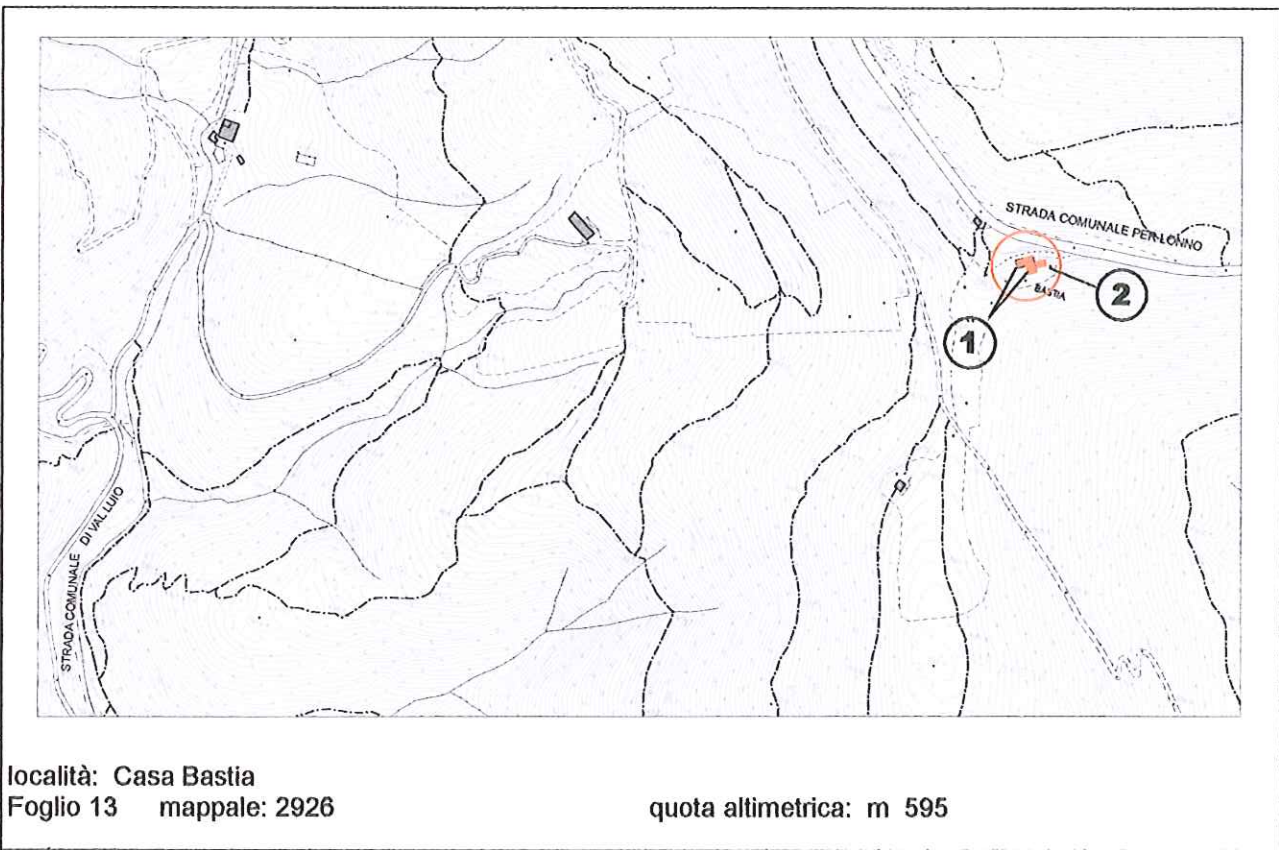 STRADA COMUNALE PER LONNO
BASTIA
2
1
STRADA COMUNALE DI VAL LUIO
località: Casa Bastia
Foglio 13 mappale: 2926 quota altimetrica: m 595